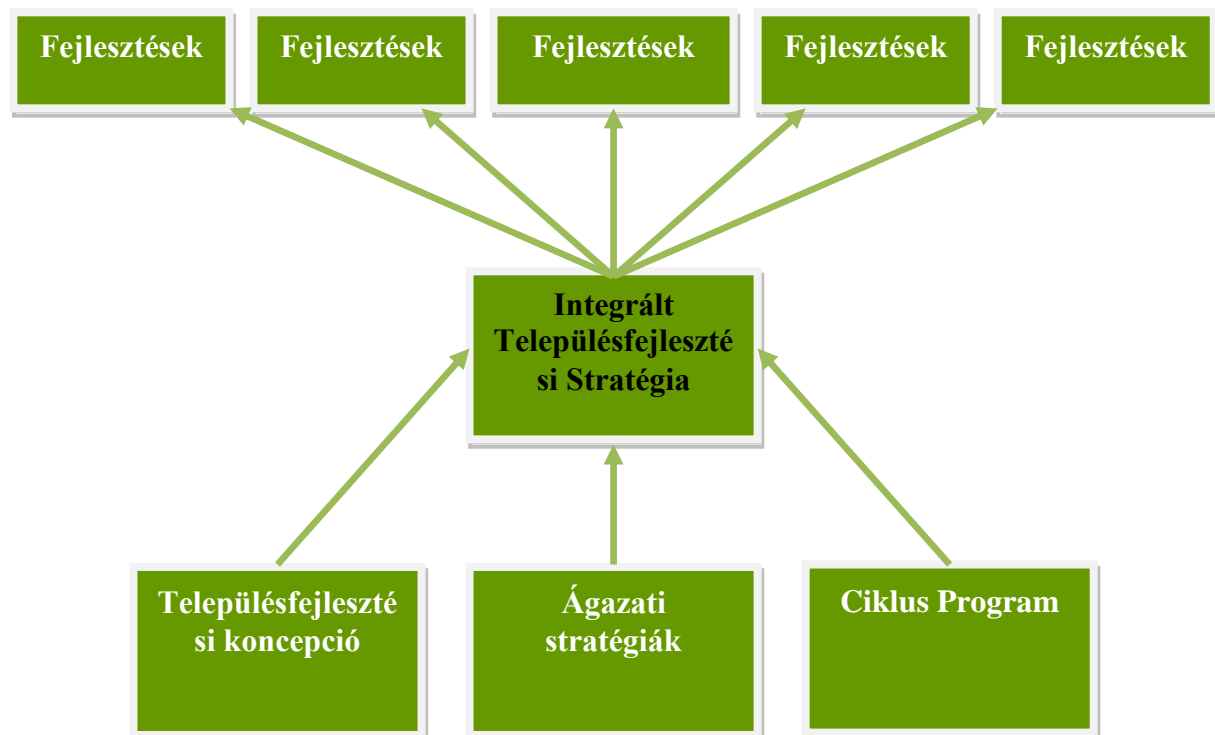 Fejlesztések
Fejlesztések
Fejlesztések
Fejlesztések
Fejlesztések
Integrált
Településfejleszté
si Stratégia
Településfejleszté
si koncepció
Ágazati
stratégiák
Ciklus Program